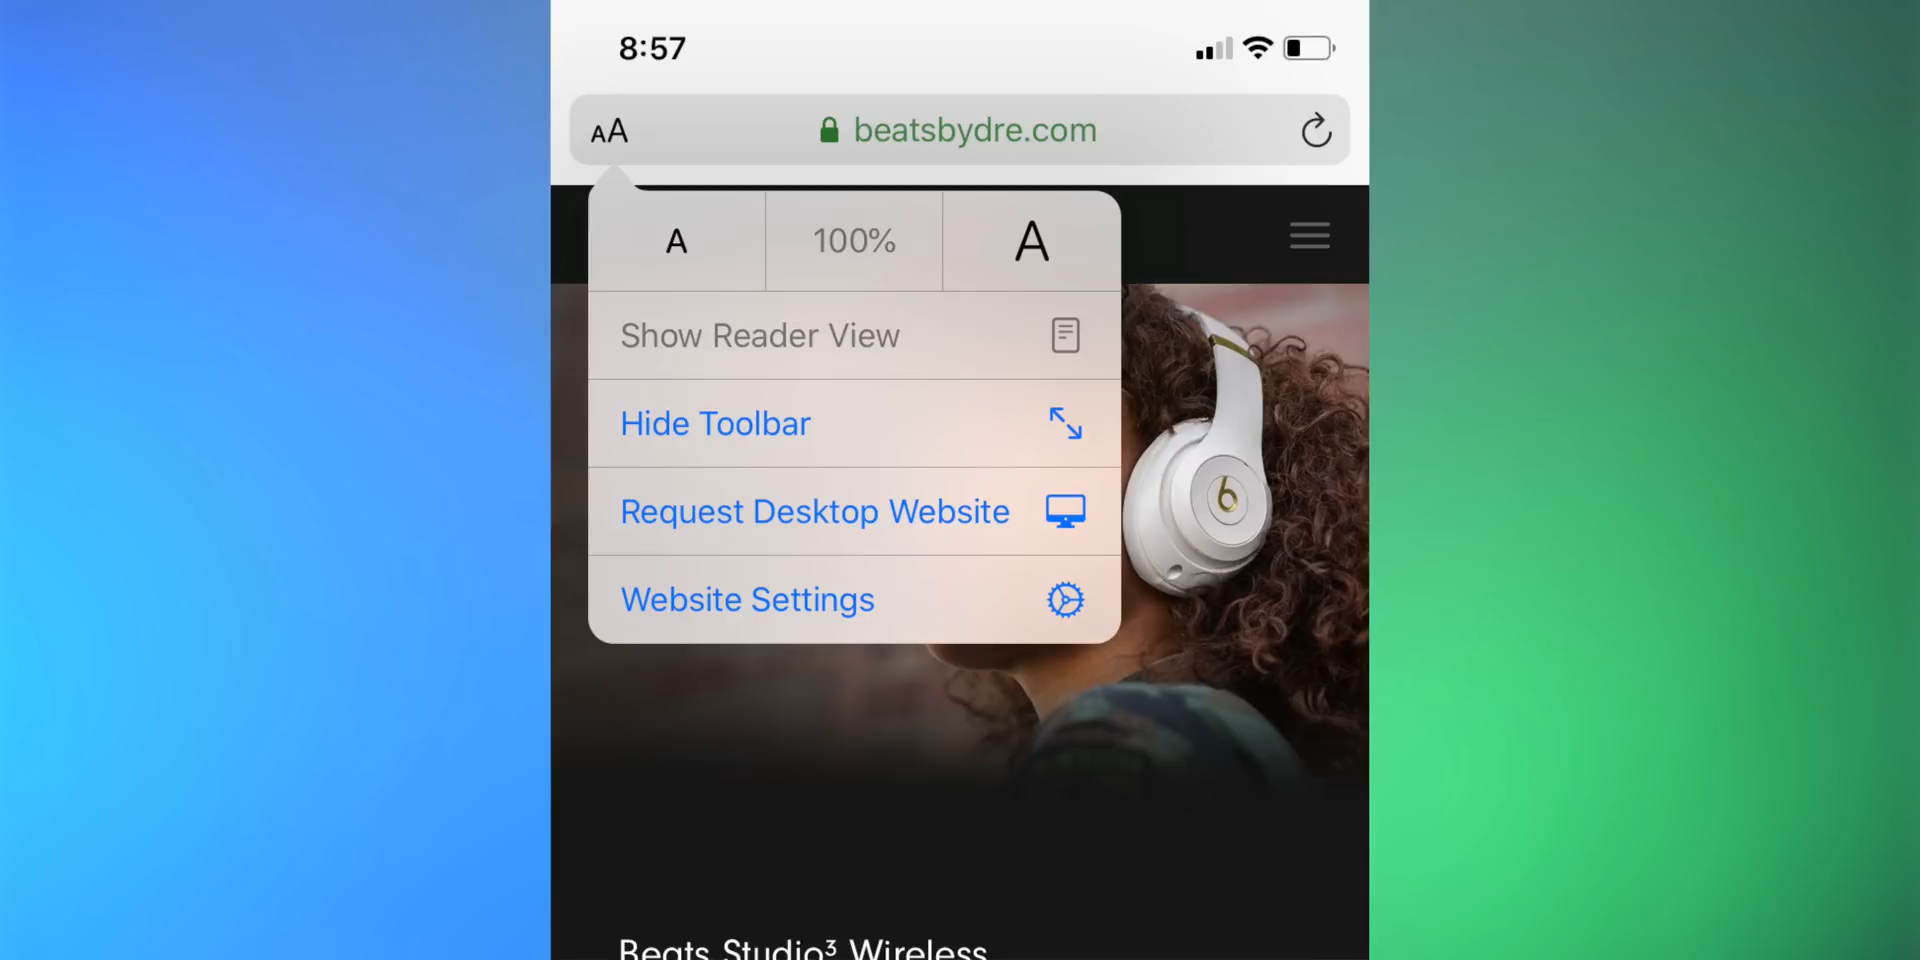 8:57
AA beatsbydre.com
A 100% A
Show Reader View
Hide Toolbar
Request Desktop Website
Website Settings
b
Beats Studio³ Wireless